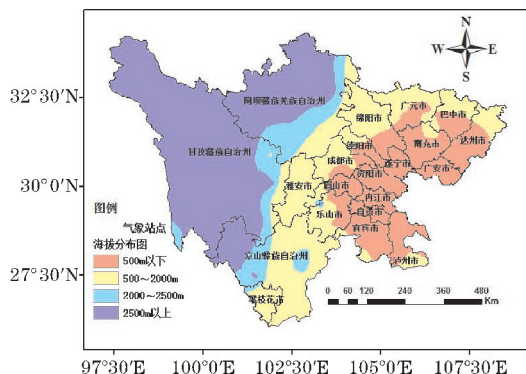 N
W E
S
32°30′N
30°0′N
27°30′N
阿坝藏族羌族自治州
甘孜藏族自治州
广元市
巴中市
绵阳市
达州市
德阳市
南充市
成都市
遂宁市
广安市
资阳市
雅安市
眉山市
内江市
乐山市
自贡市
宜宾市
泸州市
凉山彝族自治州
攀枝花市
图例
气象站点
海拔分布图
500m以下
500～2000m
2000～2500m
2500m以上
0 30 60 120 240 360 480
Km
97°30′E 100°0′E 102°30′E 105°0′E 107°30′E